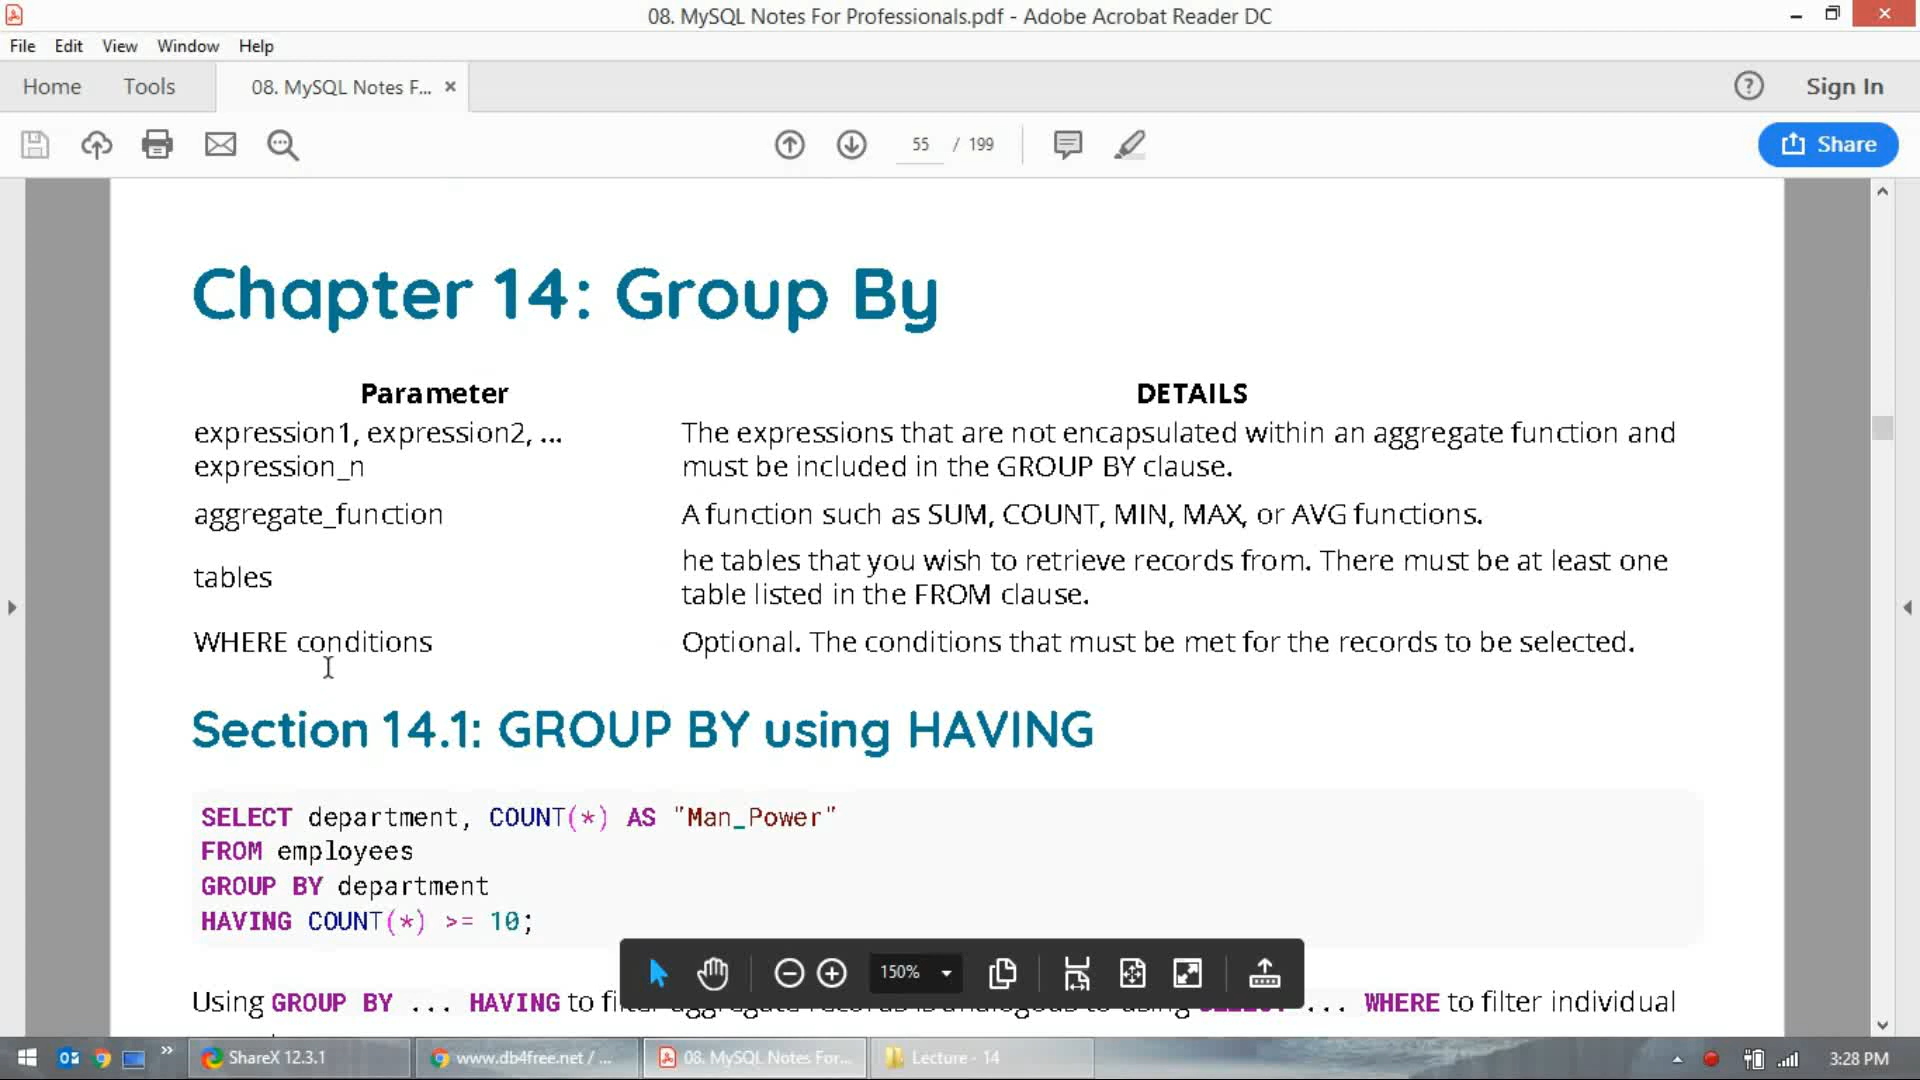 08. MySQL Notes For Professionals.pdf - Adobe Acrobat Reader DC
File Edit View Window Help
Home Tools 08. MySQL Notes F... × Sign In
55 / 199 Share
Chapter 14: Group By
Parameter DETAILS
expression1, expression2, ... The expressions that are not encapsulated within an aggregate function and
expression_n must be included in the GROUP BY clause.
aggregate_function A function such as SUM, COUNT, MIN, MAX, or AVG functions.
tables he tables that you wish to retrieve records from. There must be at least one
table listed in the FROM clause.
WHERE conditions Optional. The conditions that must be met for the records to be selected.
Section 14.1: GROUP BY using HAVING
SELECT department, COUNT(*) AS "Man_Power"
FROM employees
GROUP BY department
HAVING COUNT(*) >= 10;
150%
Using GROUP BY ... HAVING to ... WHERE to filter individual
ShareX 12.3.1 www.db4free.net / ... 08. MySQL Notes For... Lecture - 14 3:28 PM